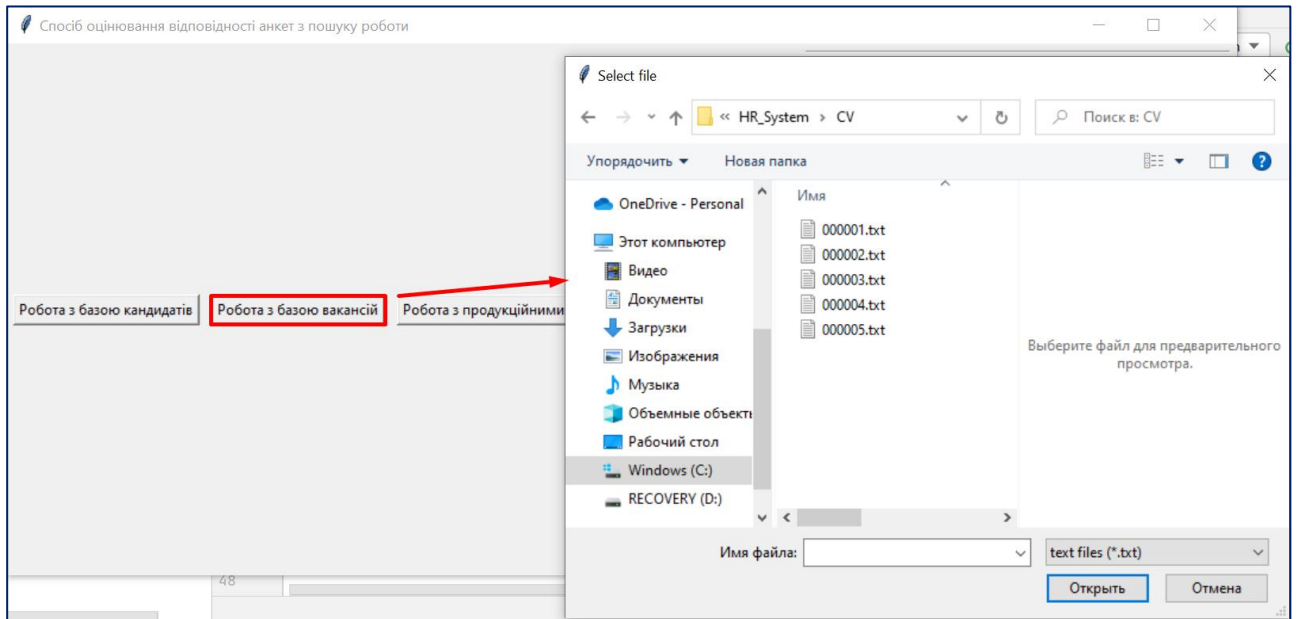 Спосіб оцінювання відповідності анкет з пошуку роботи
Робота з базою кандидатів
Робота з базою вакансій
Робота з продукційними
48
Select file
« HR_System › CV
Поиск в: CV
Упорядочить
Новая папка
OneDrive - Personal
Этот компьютер
Видео
Документы
Загрузки
Изображения
Музыка
Объемные объекты
Рабочий стол
Windows (C:)
RECOVERY (D:)
Имя
000001.txt
000002.txt
000003.txt
000004.txt
000005.txt
Выберите файл для предварительного
просмотра.
Имя файла:
text files (*.txt)
Открыть
Отмена